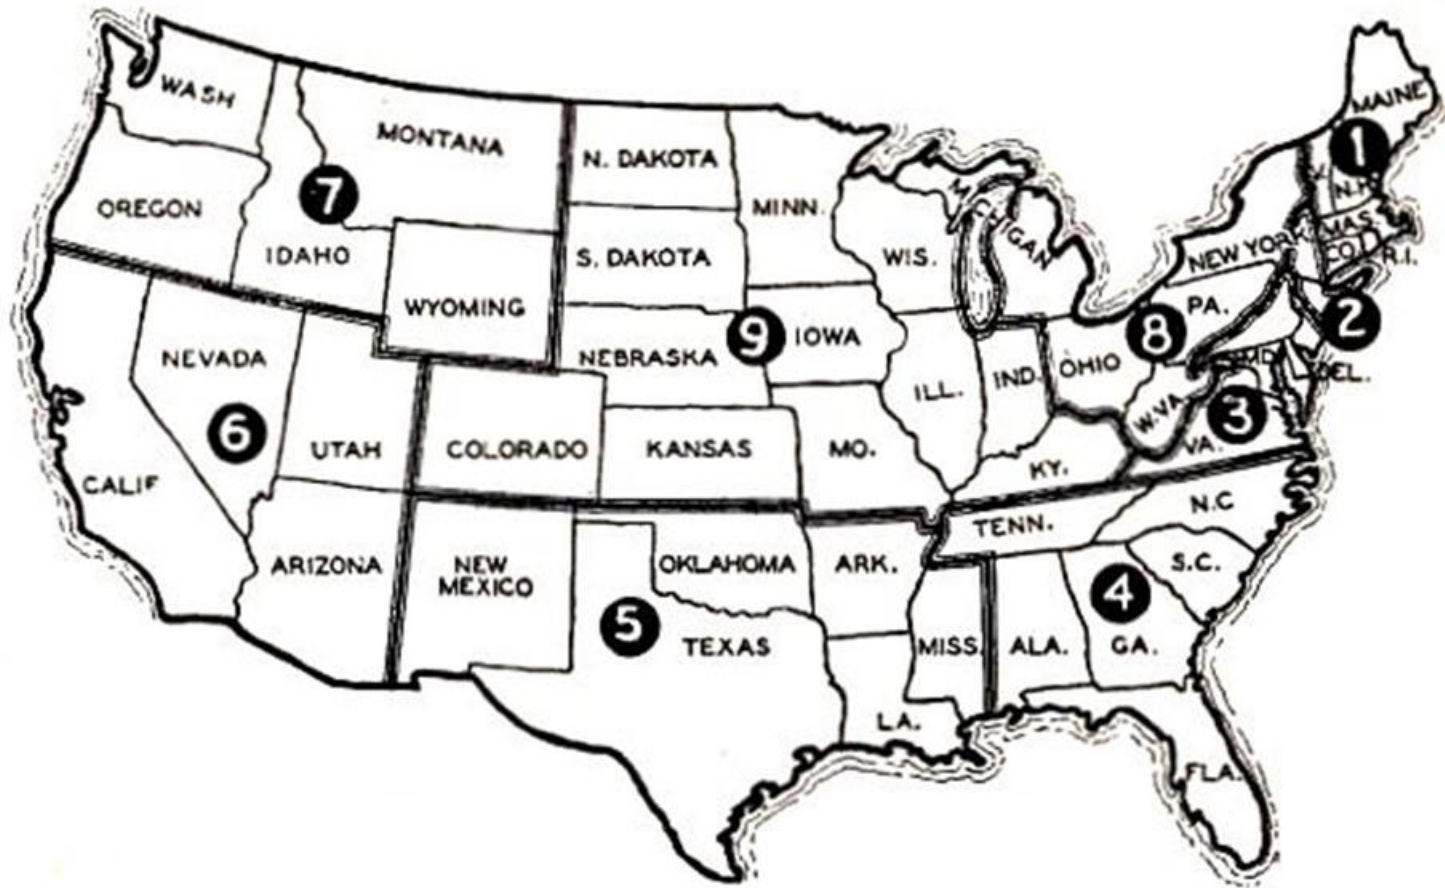 WASH
MONTANA
N. DAKOTA
MINN.
MAINE
1
7
N.H.
OREGON
IDAHO
S. DAKOTA
WIS.
MICHIGAN
NEW YORK
MAS.
CO.
R.I.
WYOMING
NEBRASKA
9
IOWA
PA.
8
2
NEVADA
ILL.
IND.
OHIO
MD.
DEL.
6
UTAH
COLORADO
KANSAS
MO.
KY.
W.VA.
VA.
3
CALIF
TENN.
N.C
ARIZONA
NEW
MEXICO
OKLAHOMA
ARK.
S.C.
4
5
TEXAS
MISS.
ALA.
GA.
LA.
FLA.